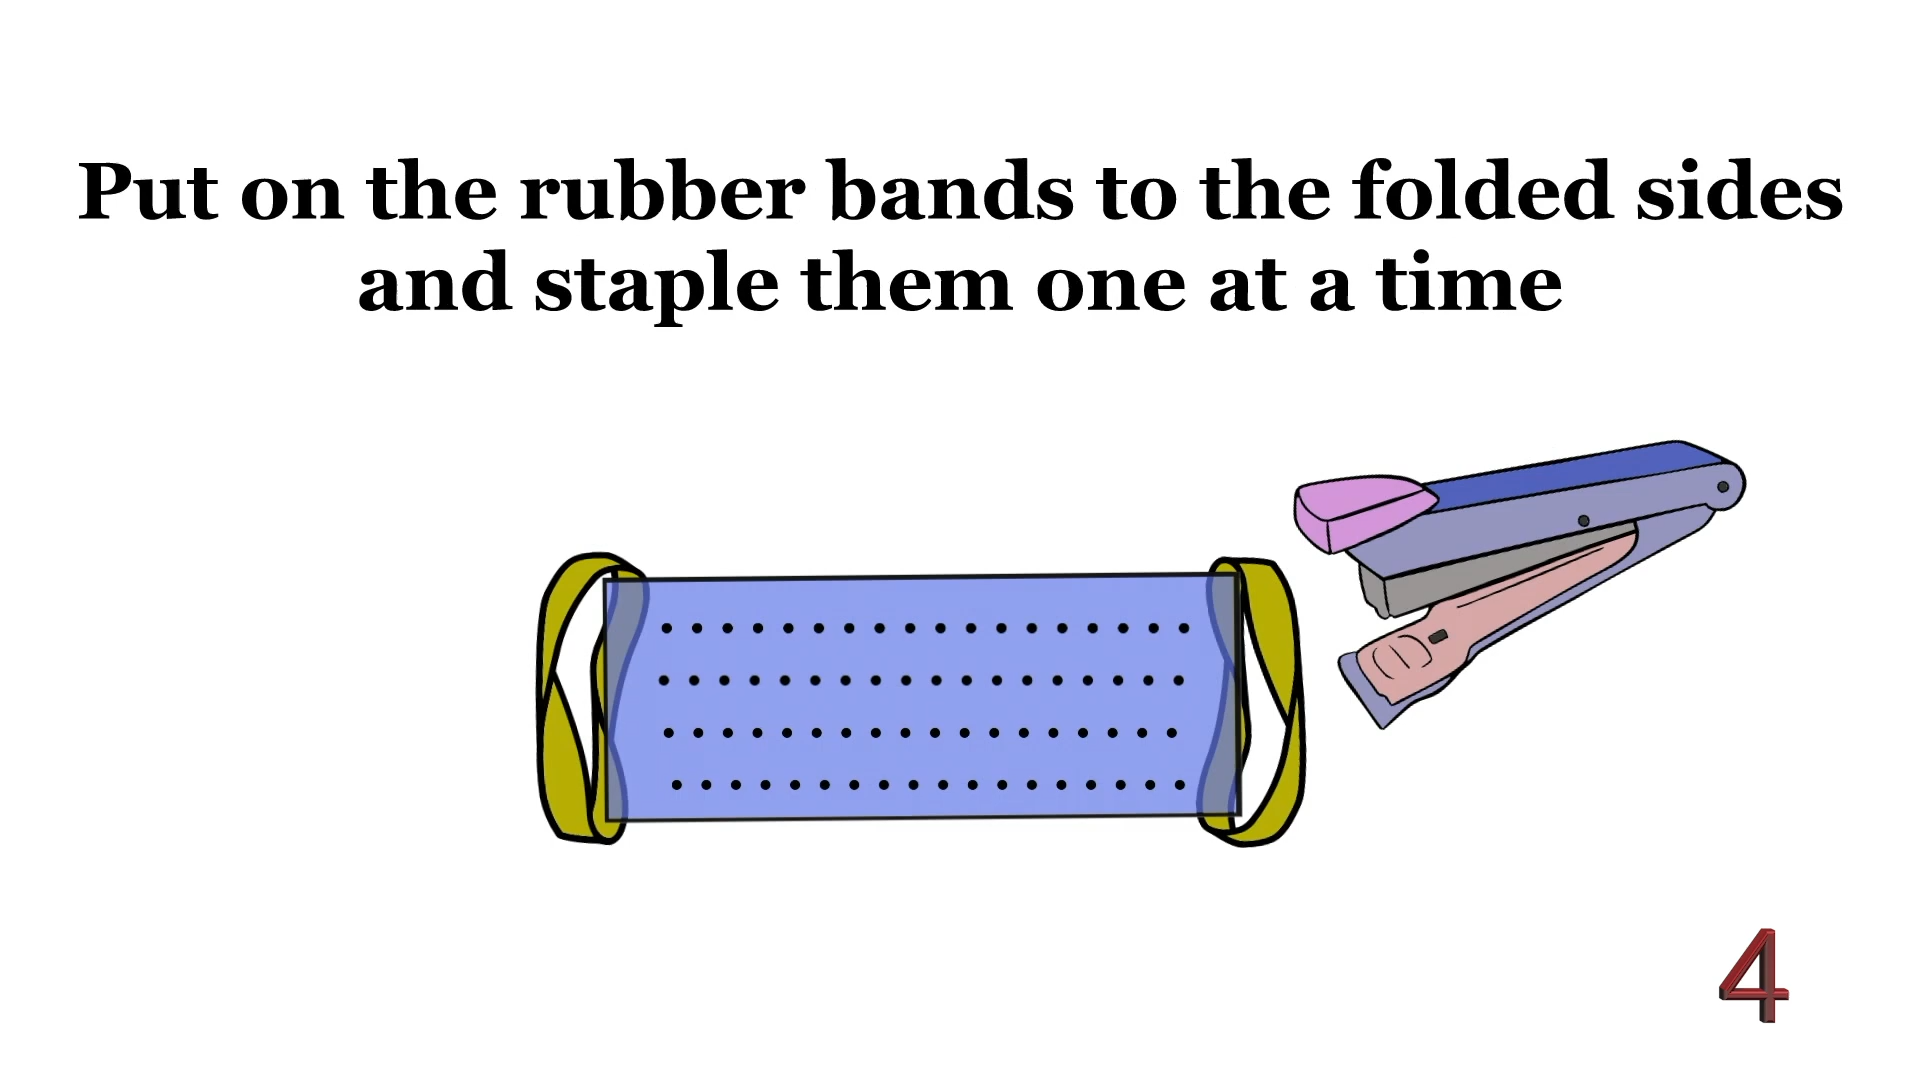 Put on the rubber bands to the folded sides
and staple them one at a time
4